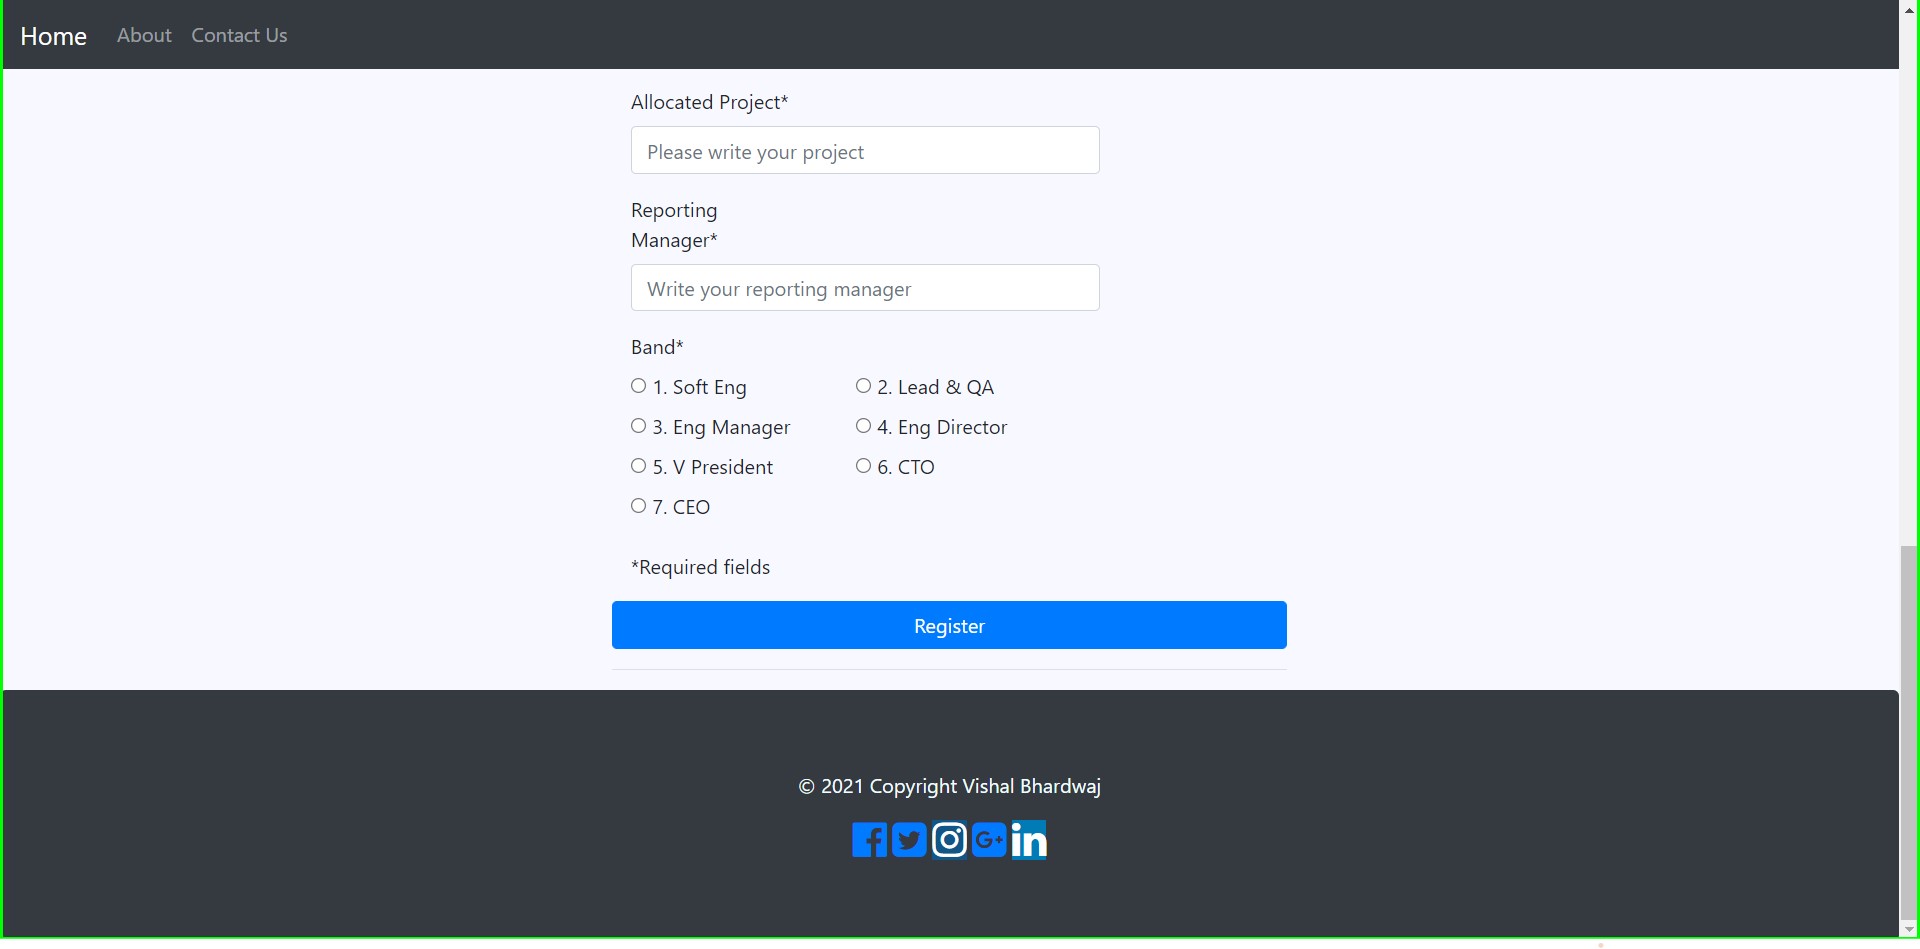 Home About Contact Us
Allocated Project*
Please write your project
Reporting
Manager*
Write your reporting manager
Band*
1. Soft Eng 2. Lead & QA
3. Eng Manager 4. Eng Director
5. V President 6. CTO
7. CEO
*Required fields
Register
© 2021 Copyright Vishal Bhardwaj